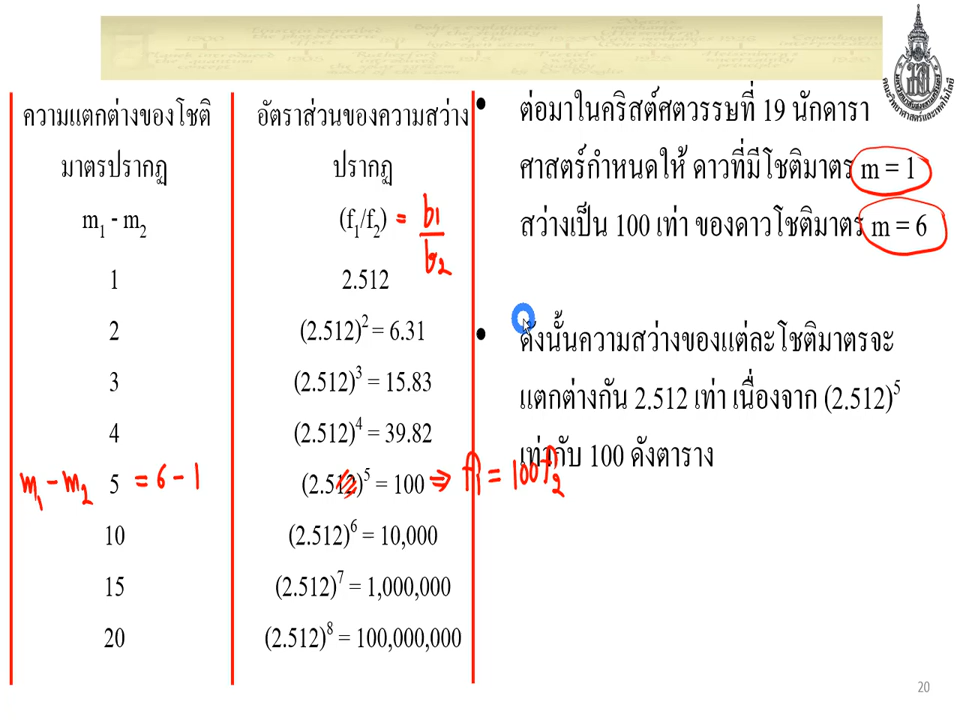 ความแตกต่างของโชติ
มาตรปรากฏ
m₁ - m₂
1
2
3
4
m₁ - m₂ 5 = 6 - 1
10
15
20
อัตราส่วนของความสว่าง
ปรากฏ
(f₁/f₂) = b₁/b₂
2.512
(2.512)² = 6.31
(2.512)³ = 15.83
(2.512)⁴ = 39.82
(2.512)⁵ = 100 ⇒ f₁ = 100f₂
(2.512)⁶ = 10,000
(2.512)⁷ = 1,000,000
(2.512)⁸ = 100,000,000
• ต่อมาในคริสต์ศตวรรษที่ 19 นักดารา
ศาสตร์กำหนดให้ ดาวที่มีโชติมาตร m = 1
สว่างเป็น 100 เท่า ของดาวโชติมาตร m = 6
• ดังนั้นความสว่างของแต่ละโชติมาตรจะ
แตกต่างกัน 2.512 เท่า เนื่องจาก (2.512)⁵
เท่ากับ 100 ดังตาราง
20